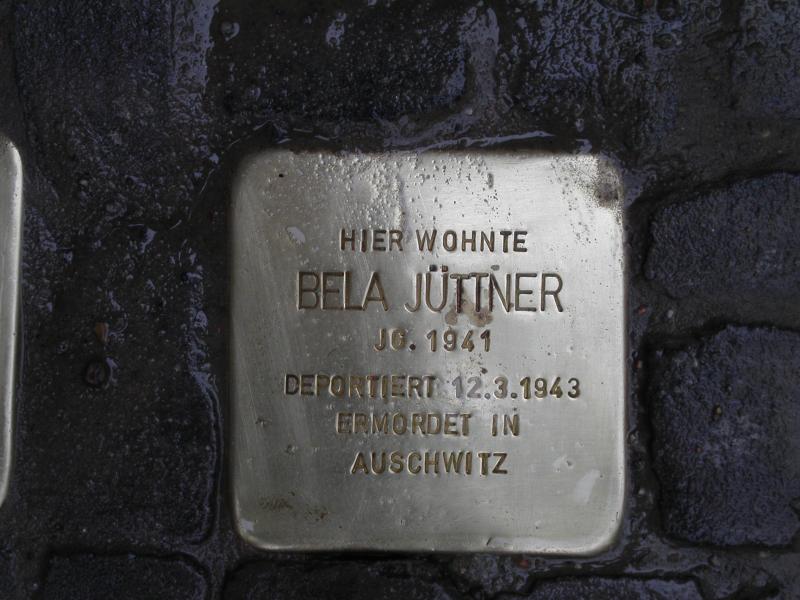 HIER WOHNTE
BELA JÜTTNER
JG. 1941
DEPORTIERT 12.3.1943
ERMORDET IN
AUSCHWITZ